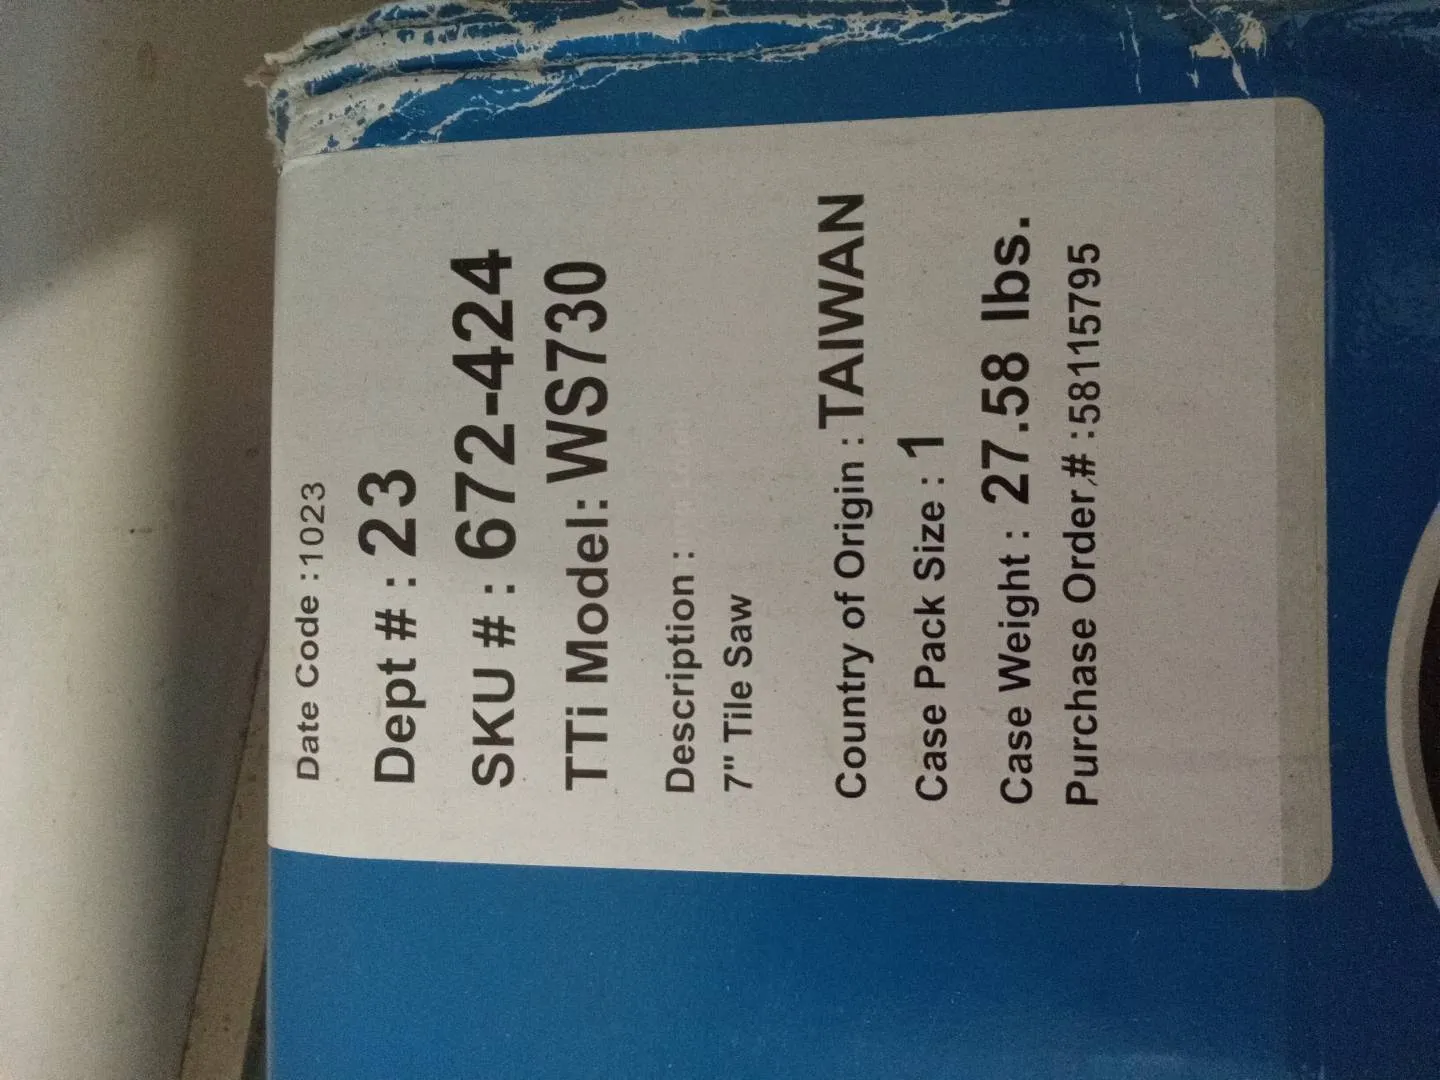 Date Code : 1023
Dept # : 23
SKU # : 672-424
TTi Model: WS730
Description :
7" Tile Saw
Country of Origin : TAIWAN
Case Pack Size : 1
Case Weight : 27.58 lbs.
Purchase Order # :58115795